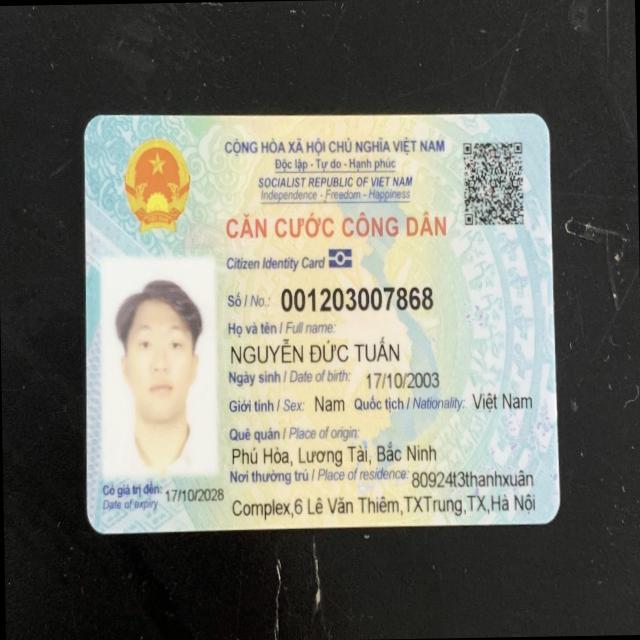 CỘNG HÒA XÃ HỘI CHỦ NGHĨA VIỆT NAM
Độc lập - Tự do - Hạnh phúc
SOCIALIST REPUBLIC OF VIET NAM
Independence - Freedom - Happiness
CĂN CƯỚC CÔNG DÂN
Citizen Identity Card
Số / No.: 001203007868
Họ và tên / Full name:
NGUYỄN ĐỨC TUẤN
Ngày sinh / Date of birth: 17/10/2003
Giới tính / Sex: Nam Quốc tịch / Nationality: Việt Nam
Quê quán / Place of origin:
Phú Hòa, Lương Tài, Bắc Ninh
Nơi thường trú / Place of residence: 80924t3thanhxuân
Complex,6 Lê Văn Thiêm,TXTrung,TX,Hà Nội
Có giá trị đến: 17/10/2028
Date of expiry